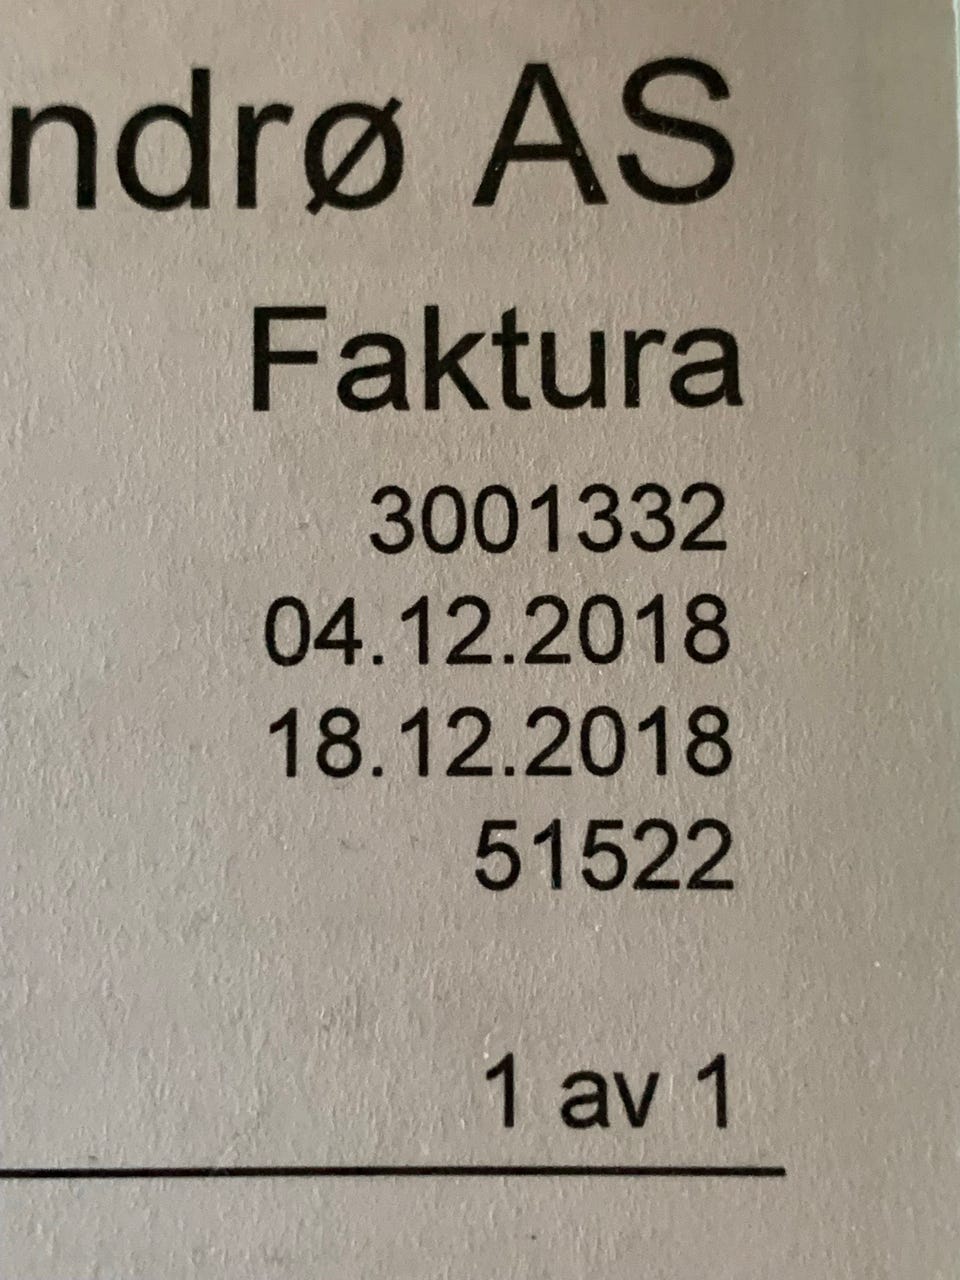 ndrø AS
Faktura
3001332
04.12.2018
18.12.2018
51522
1 av 1